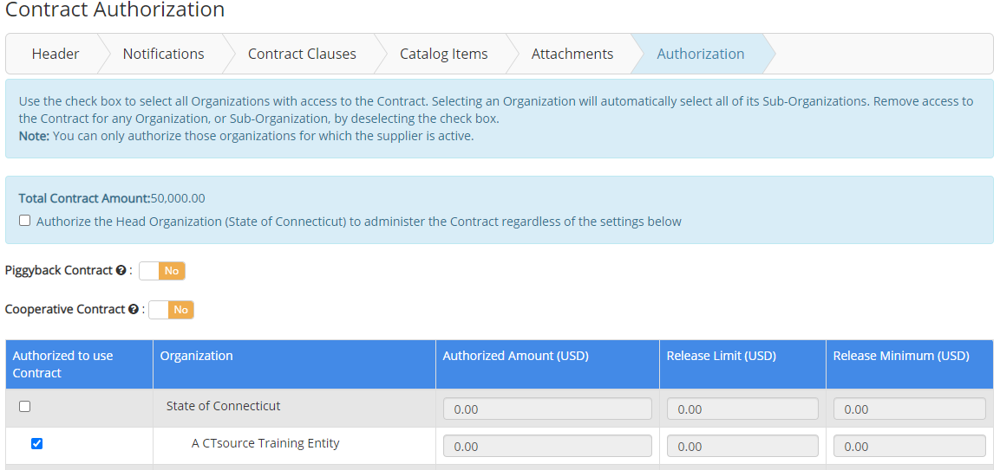 Contract Authorization
Header Notifications Contract Clauses Catalog Items Attachments Authorization
Use the check box to select all Organizations with access to the Contract. Selecting an Organization will automatically select all of its Sub-Organizations. Remove access to
the Contract for any Organization, or Sub-Organization, by deselecting the check box.
Note: You can only authorize those organizations for which the supplier is active.
Total Contract Amount:50,000.00
Authorize the Head Organization (State of Connecticut) to administer the Contract regardless of the settings below
Piggyback Contract ? : No
Cooperative Contract ? : No
Authorized to use Organization Authorized Amount (USD) Release Limit (USD) Release Minimum (USD)
Contract
State of Connecticut 0.00 0.00 0.00
A CTsource Training Entity 0.00 0.00 0.00